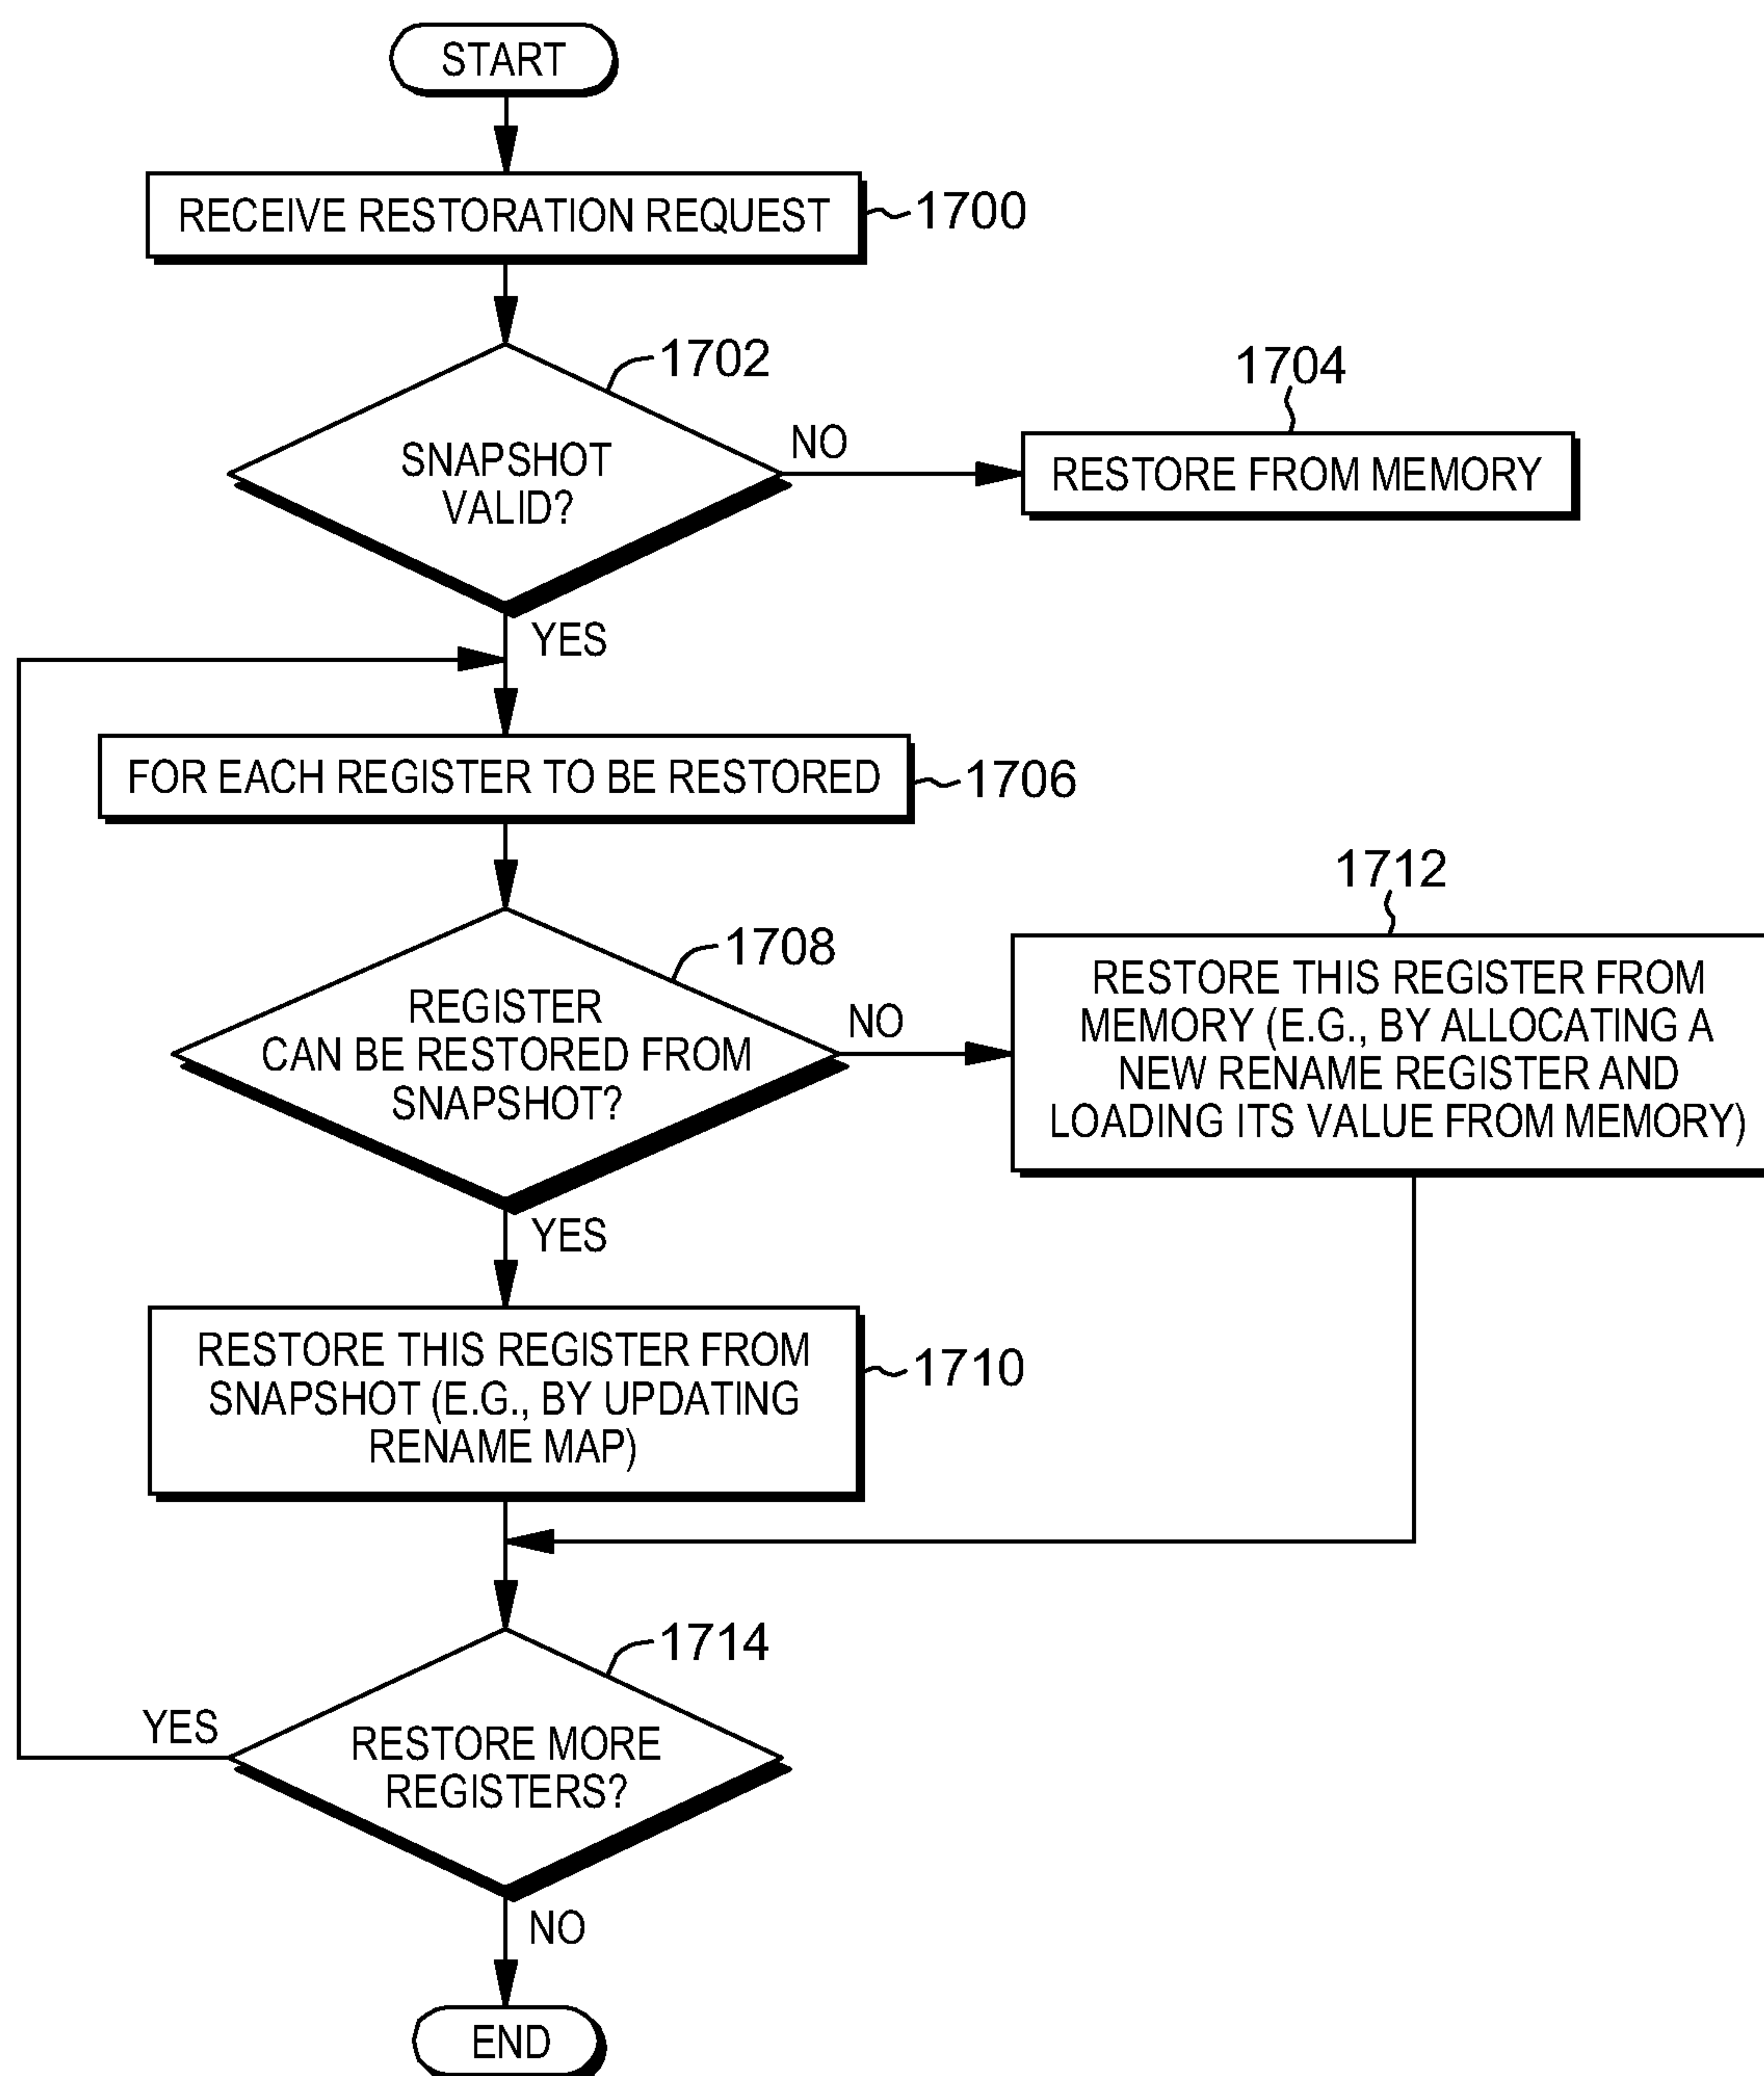 START
RECEIVE RESTORATION REQUEST
1700
1702
SNAPSHOT
VALID?
NO
1704
RESTORE FROM MEMORY
YES
FOR EACH REGISTER TO BE RESTORED
1706
1708
REGISTER
CAN BE RESTORED FROM
SNAPSHOT?
NO
1712
RESTORE THIS REGISTER FROM
MEMORY (E.G., BY ALLOCATING A
NEW RENAME REGISTER AND
LOADING ITS VALUE FROM MEMORY)
YES
RESTORE THIS REGISTER FROM
SNAPSHOT (E.G., BY UPDATING
RENAME MAP)
1710
1714
RESTORE MORE
REGISTERS?
YES
NO
END